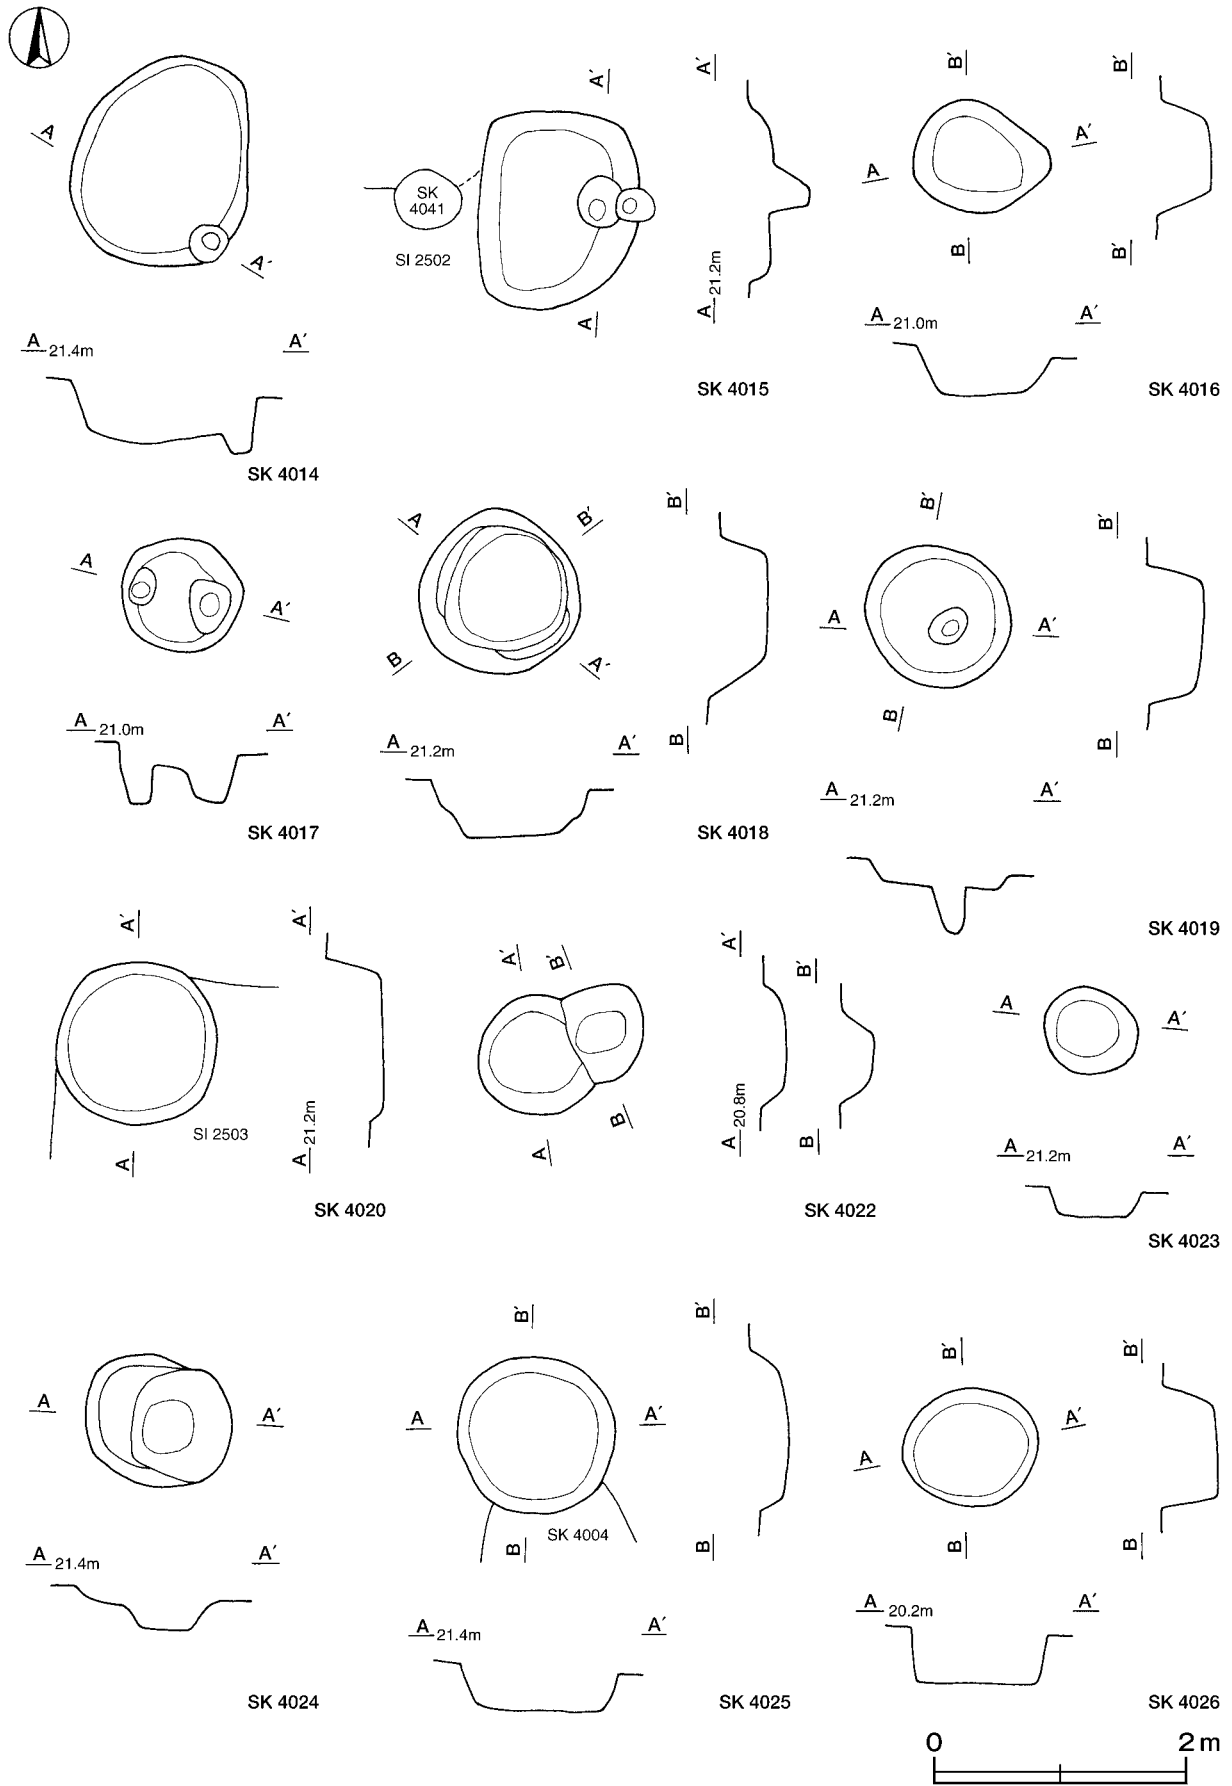 A
A′
A
21.4m
A′
SK 4014
A′
SK
4041
SI 2502
A
A′
A
21.2m
SK 4015
B′
A
A′
B
B′
B′
A
21.0m
A′
SK 4016
A
A′
A
21.0m
A′
SK 4017
A
B′
B
A′
B′
B
A
21.2m
A′
SK 4018
B′
A
A′
B
B′
B
A
21.2m
A′
SK 4019
A′
SI 2503
A
A′
A
21.2m
SK 4020
A′
B′
A
B
A′
B′
A
20.8m
B
SK 4022
A
A′
A
21.2m
A′
SK 4023
A
A′
A
21.4m
A′
SK 4024
B′
A
A′
SK 4004
B
B′
B
A
21.4m
A′
SK 4025
B′
A
A′
B
B′
B
A
20.2m
A′
SK 4026
0
2 m